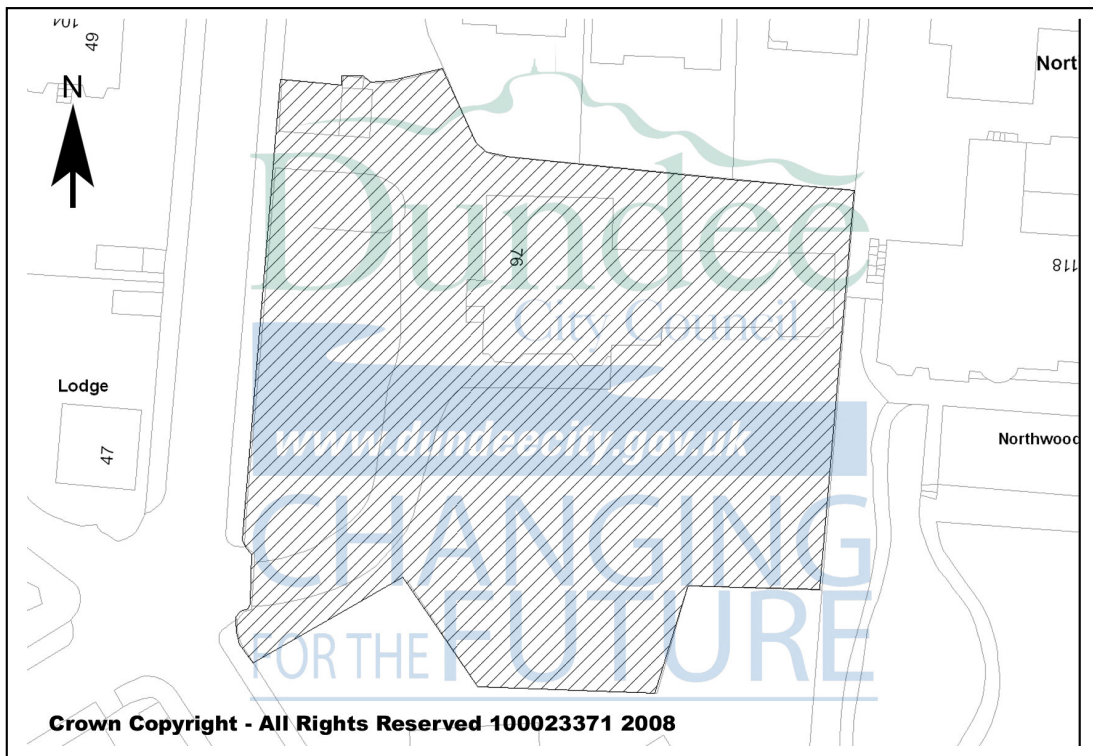 104
49
N
Nort
76
118
Dundee
City Council
Lodge
47
www.dundeecity.gov.uk
Northwood
CHANGING
FOR THE FUTURE
Crown Copyright - All Rights Reserved 100023371 2008